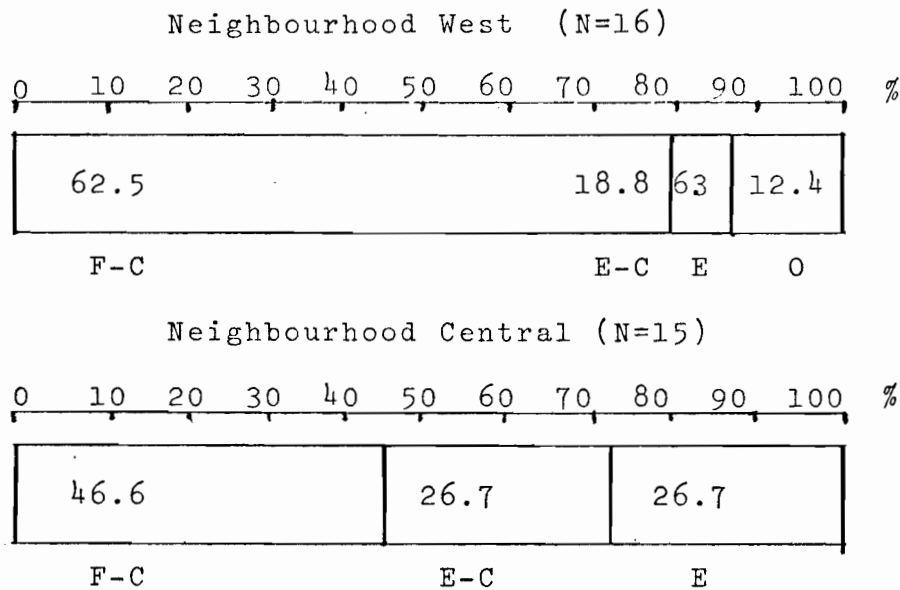 Neighbourhood West (N=16)
0 10 20 30 40 50 60 70 80 90 100 %
62.5 18.8 63 12.4
F-C E-C E O
Neighbourhood Central (N=15)
0 10 20 30 40 50 60 70 80 90 100 %
46.6 26.7 26.7
F-C E-C E